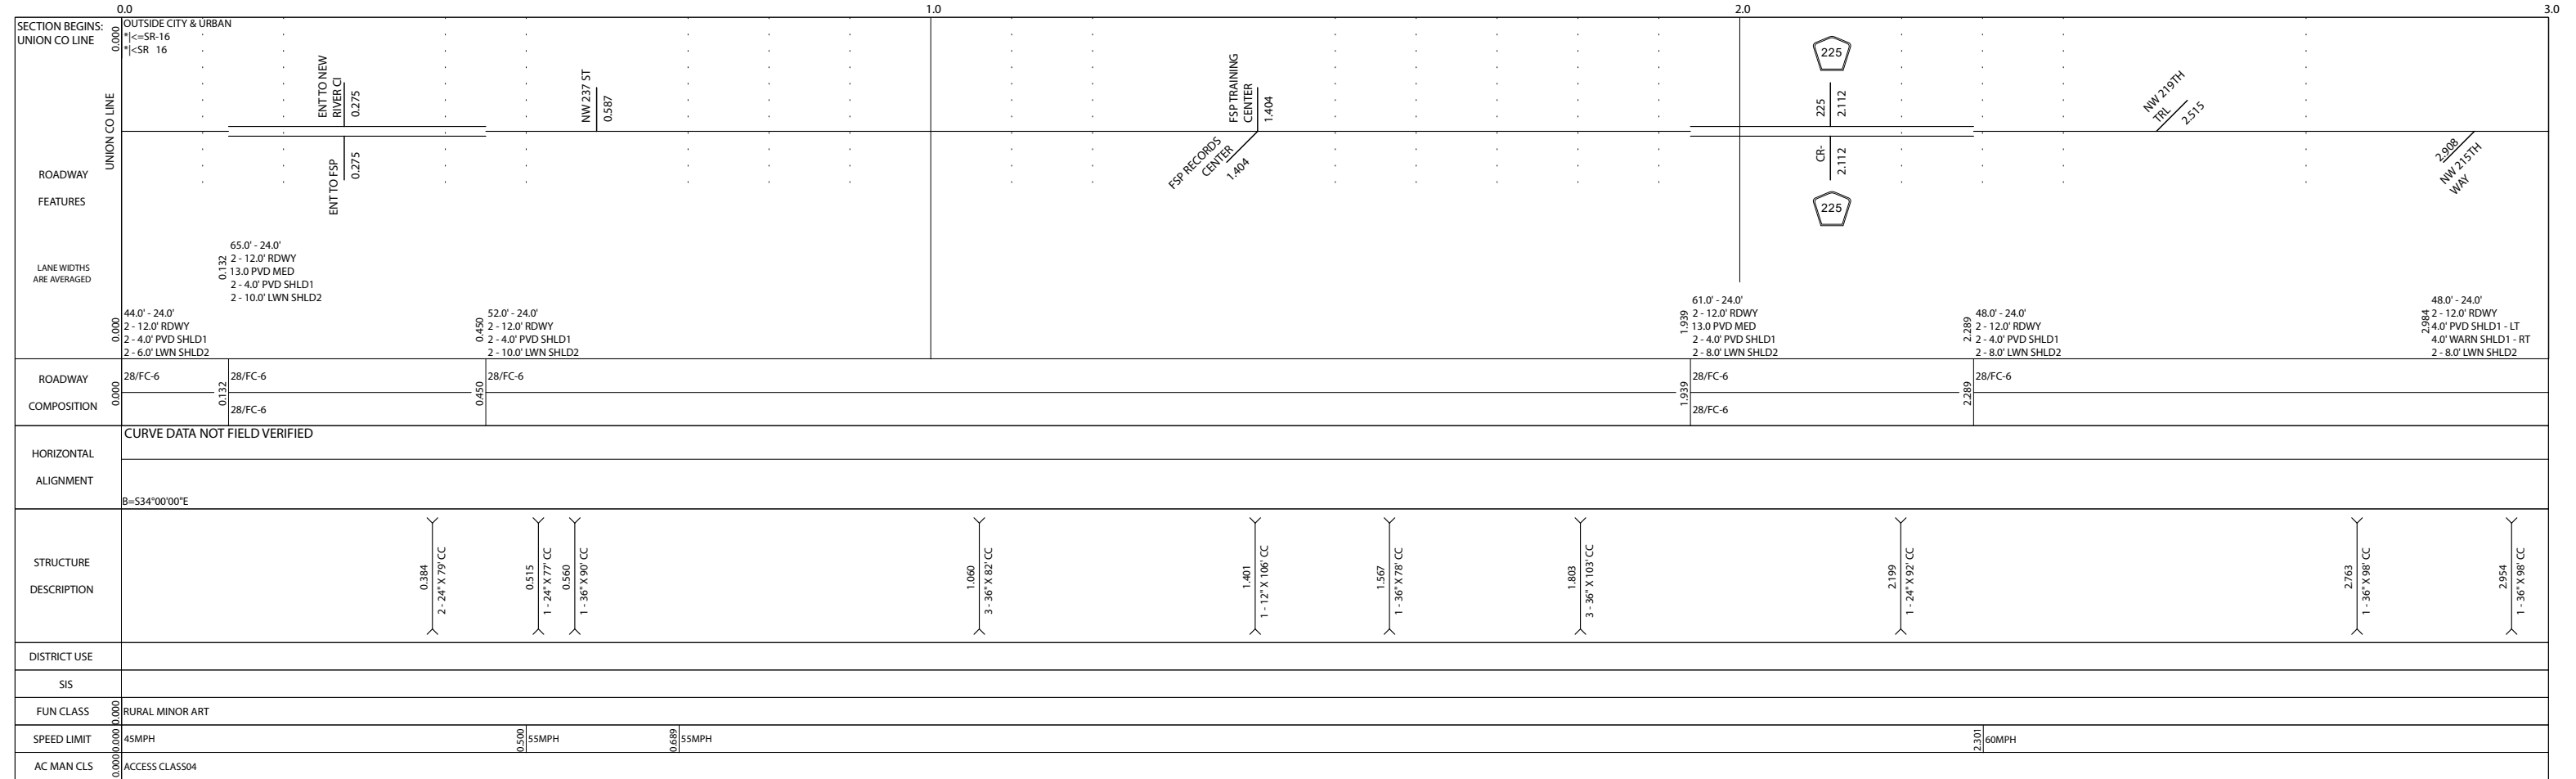 0.0
1.0
2.0
3.0
SECTION BEGINS:
UNION CO LINE
0.000
OUTSIDE CITY & URBAN
*|<=SR-16
*|<SR 16
UNION CO LINE
ENT TO NEW
RIVER CI
0.275
NW 237 ST
0.587
FSP TRAINING
CENTER
1.404
225
225
2.112
NW 219TH
TRL
2.515
ROADWAY
FEATURES
ENT TO FSP
0.275
FSP RECORDS
CENTER
1.404
CR-
2.112
225
2.908
NW 215TH
WAY
LANE WIDTHS
ARE AVERAGED
0.132
65.0' - 24.0'
2 - 12.0' RDWY
13.0 PVD MED
2 - 4.0' PVD SHLD1
2 - 10.0' LWN SHLD2
0.000
44.0' - 24.0'
2 - 12.0' RDWY
2 - 4.0' PVD SHLD1
2 - 6.0' LWN SHLD2
0.450
52.0' - 24.0'
2 - 12.0' RDWY
2 - 4.0' PVD SHLD1
2 - 10.0' LWN SHLD2
1.939
61.0' - 24.0'
2 - 12.0' RDWY
13.0 PVD MED
2 - 4.0' PVD SHLD1
2 - 8.0' LWN SHLD2
2.289
48.0' - 24.0'
2 - 12.0' RDWY
2 - 4.0' PVD SHLD1
2 - 8.0' LWN SHLD2
2.984
48.0' - 24.0'
2 - 12.0' RDWY
4.0' PVD SHLD1 - LT
4.0' WARN SHLD1 - RT
2 - 8.0' LWN SHLD2
ROADWAY
COMPOSITION
0.000
28/FC-6
0.132
28/FC-6
28/FC-6
0.450
28/FC-6
1.939
28/FC-6
28/FC-6
2.289
28/FC-6
HORIZONTAL
ALIGNMENT
CURVE DATA NOT FIELD VERIFIED
B=S34°00'00"E
STRUCTURE
DESCRIPTION
0.384
2 - 24" X 79' CC
0.515
1 - 24" X 77' CC
0.560
1 - 36" X 90' CC
1.060
3 - 36" X 82' CC
1.401
1 - 12" X 106' CC
1.567
1 - 36" X 78' CC
1.803
3 - 36" X 103' CC
2.199
1 - 24" X 92' CC
2.763
1 - 36" X 98' CC
2.954
1 - 36" X 98' CC
DISTRICT USE
SIS
FUN CLASS
0.000
RURAL MINOR ART
SPEED LIMIT
0.000
45MPH
0.500
55MPH
0.689
55MPH
2.301
60MPH
AC MAN CLS
0.000
ACCESS CLASS04